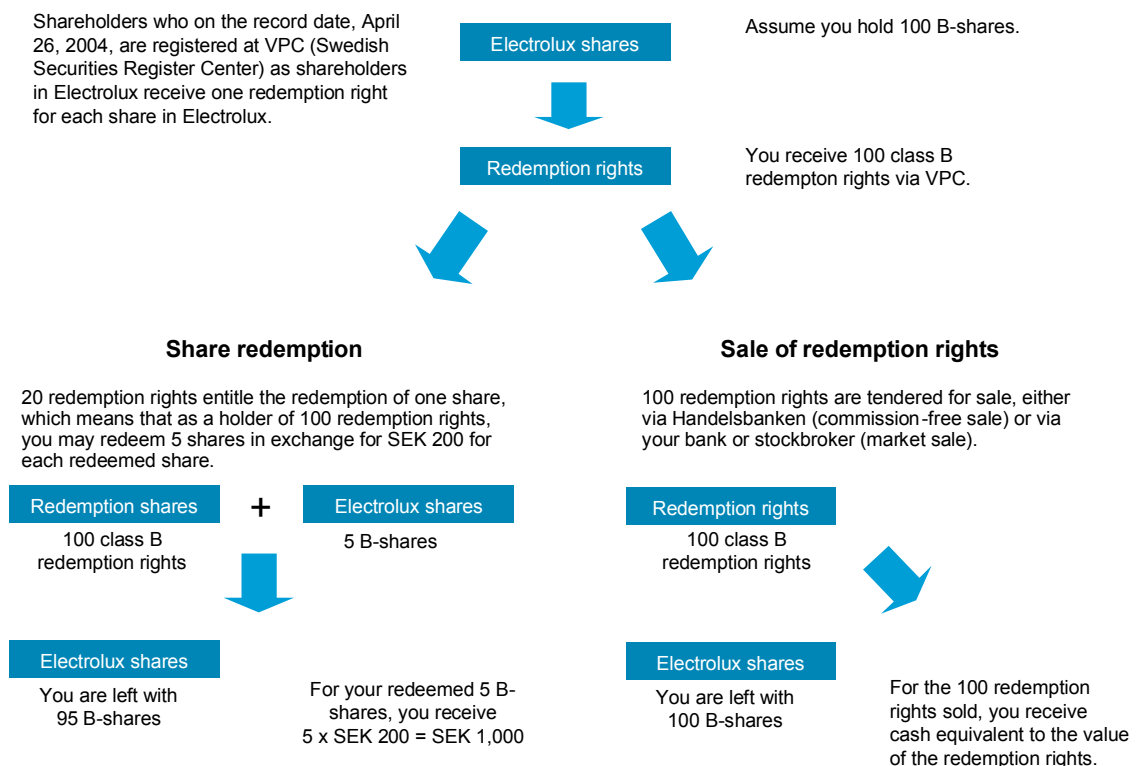 Shareholders who on the record date, April
26, 2004, are registered at VPC (Swedish
Securities Register Center) as shareholders
in Electrolux receive one redemption right
for each share in Electrolux.
Electrolux shares
Assume you hold 100 B-shares.
Redemption rights
You receive 100 class B
redempton rights via VPC.
Share redemption
20 redemption rights entitle the redemption of one share,
which means that as a holder of 100 redemption rights,
you may redeem 5 shares in exchange for SEK 200 for
each redeemed share.
Redemption shares
+
Electrolux shares
100 class B
redemption rights
5 B-shares
Electrolux shares
You are left with
95 B-shares
For your redeemed 5 B-
shares, you receive
5 x SEK 200 = SEK 1,000
Sale of redemption rights
100 redemption rights are tendered for sale, either
via Handelsbanken (commission-free sale) or via
your bank or stockbroker (market sale).
Redemption rights
100 class B
redemption rights
Electrolux shares
You are left with
100 B-shares
For the 100 redemption
rights sold, you receive
cash equivalent to the value
of the redemption rights.